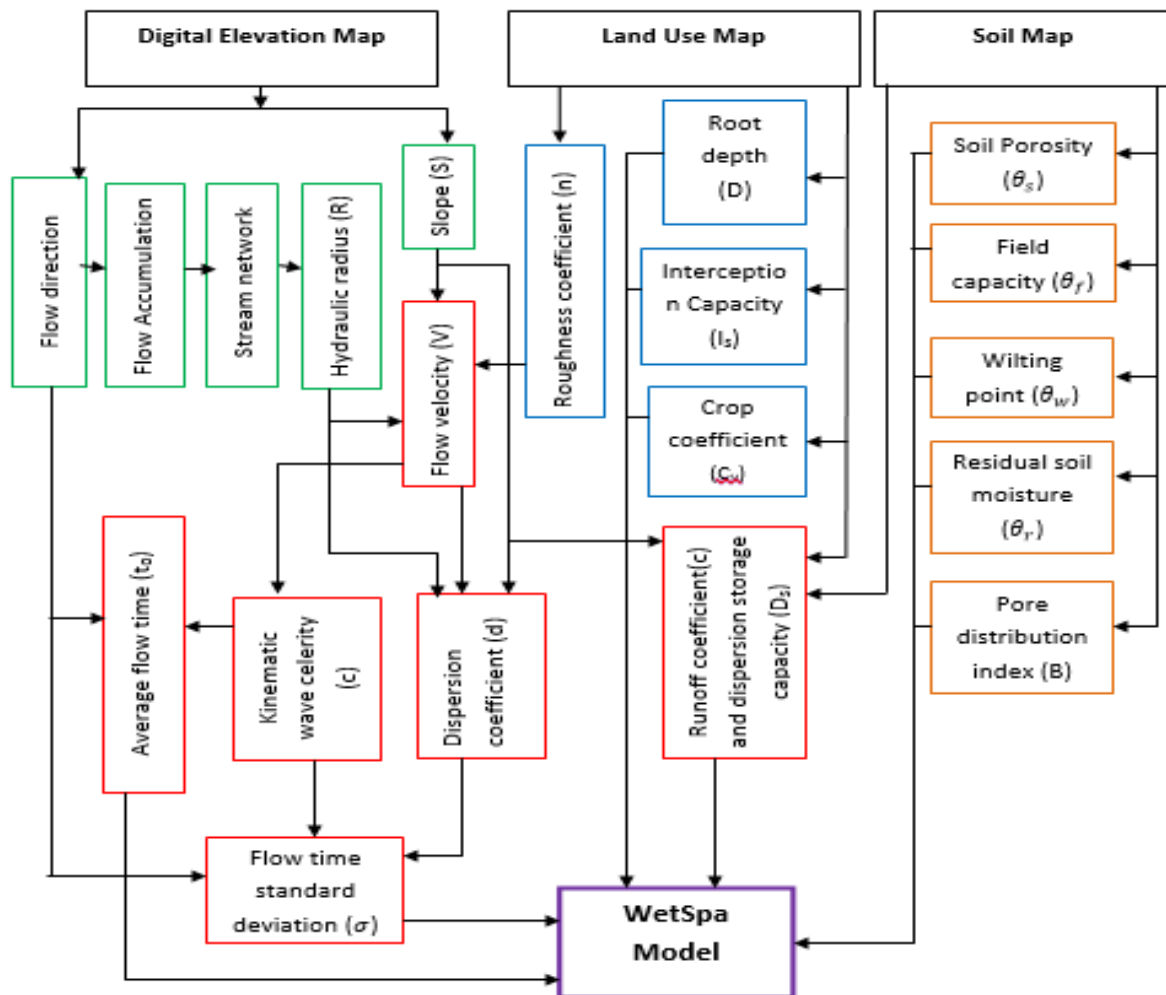 Digital Elevation Map
Land Use Map
Soil Map
Flow direction
Flow Accumulation
Stream network
Hydraulic radius (R)
Slope (S)
Flow velocity (V)
Roughness coefficient (n)
Root
depth
(D)
Interceptio
n Capacity
(Iₛ)
Crop
coefficient
(Cᵥ)
Soil Porosity
(θₛ)
Field
capacity (θ_f)
Wilting
point (θ_w)
Residual soil
moisture
(θᵣ)
Pore
distribution
index (B)
Average flow time (t₀)
Kinematic
wave celerity
(c)
Dispersion
coefficient (d)
Runoff coefficient(c)
and dispersion storage
capacity (Dₛ)
Flow time
standard
deviation (σ)
WetSpa
Model